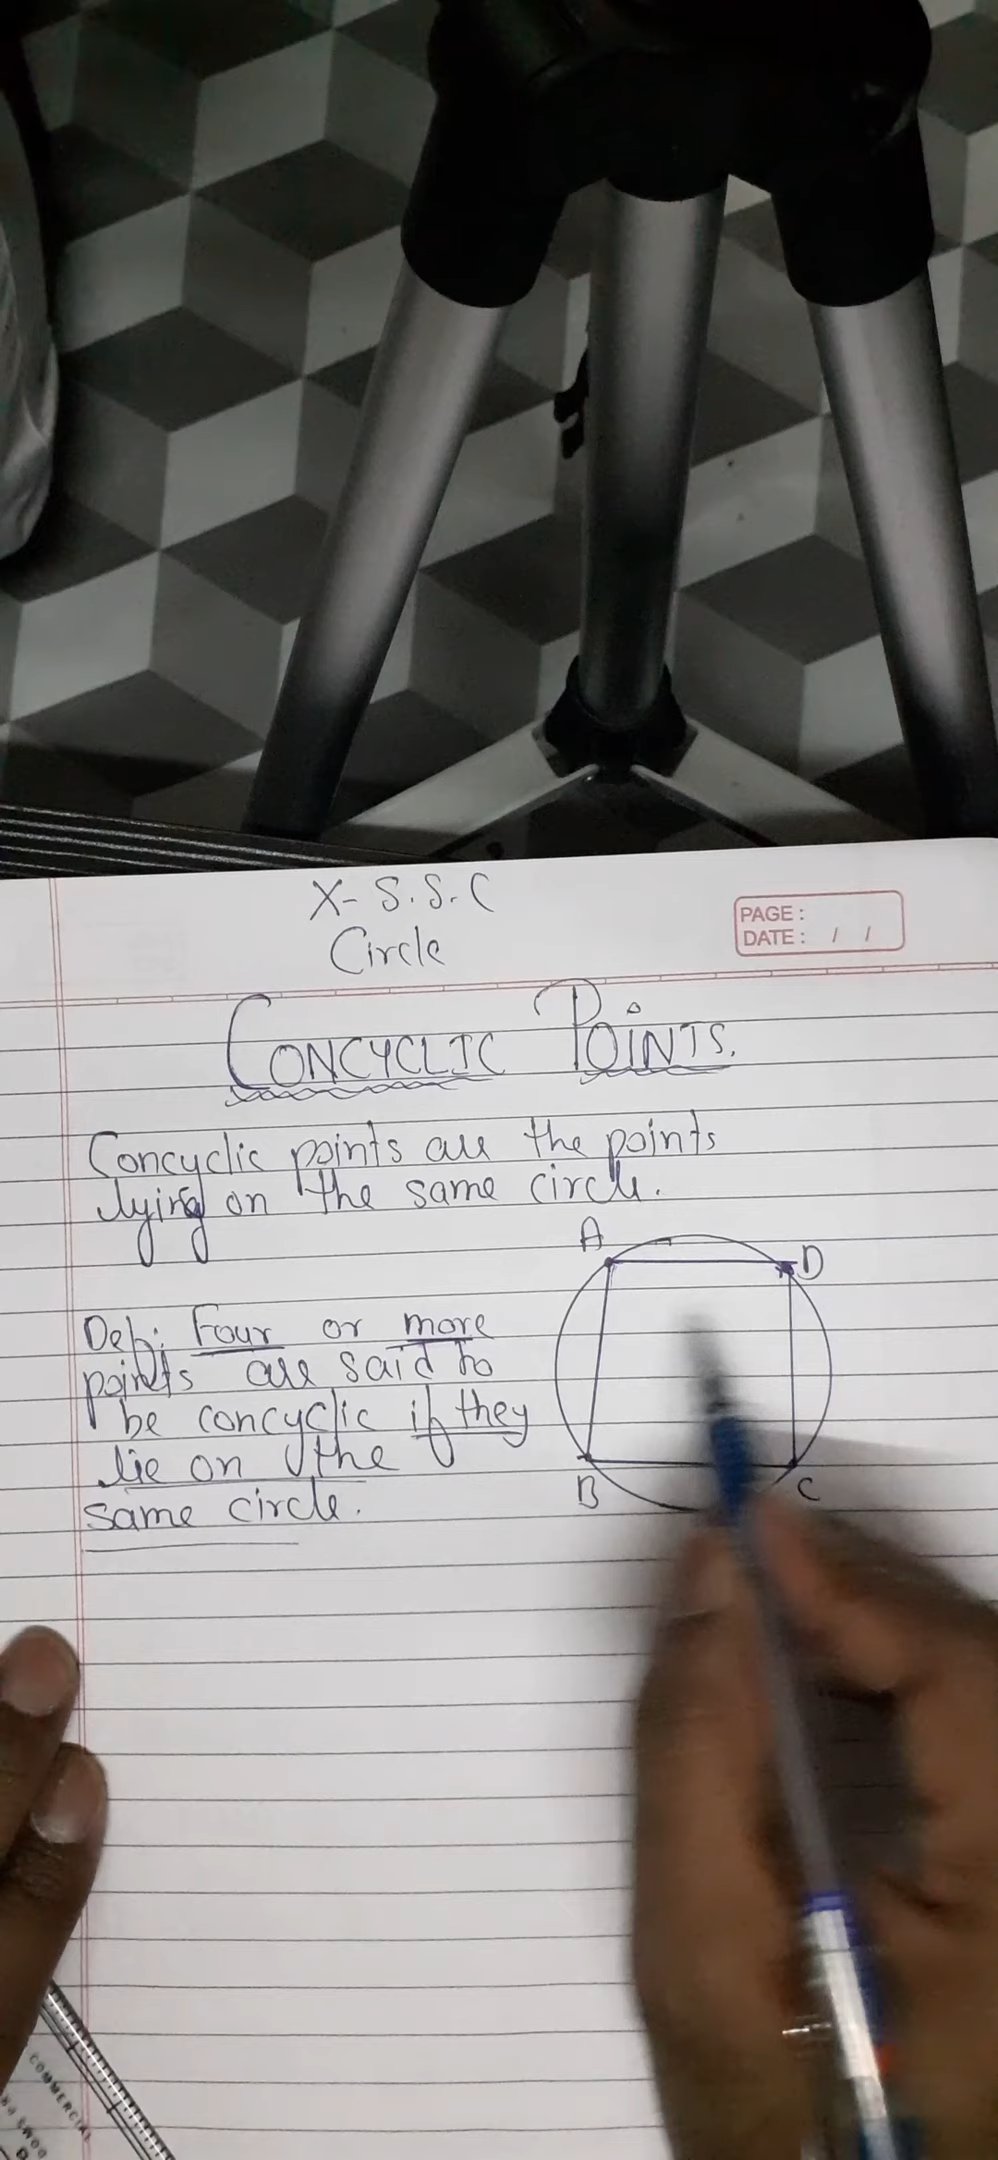 X- S.S.C
Circle
PAGE :
DATE : / /
CONCYCLIC POINTS.
Concyclic points are the points
lying on the same circle.
A
D
Def: Four or more
points are said to
be concyclic if they
lie on the
same circle.
B
C
COMMERCIAL